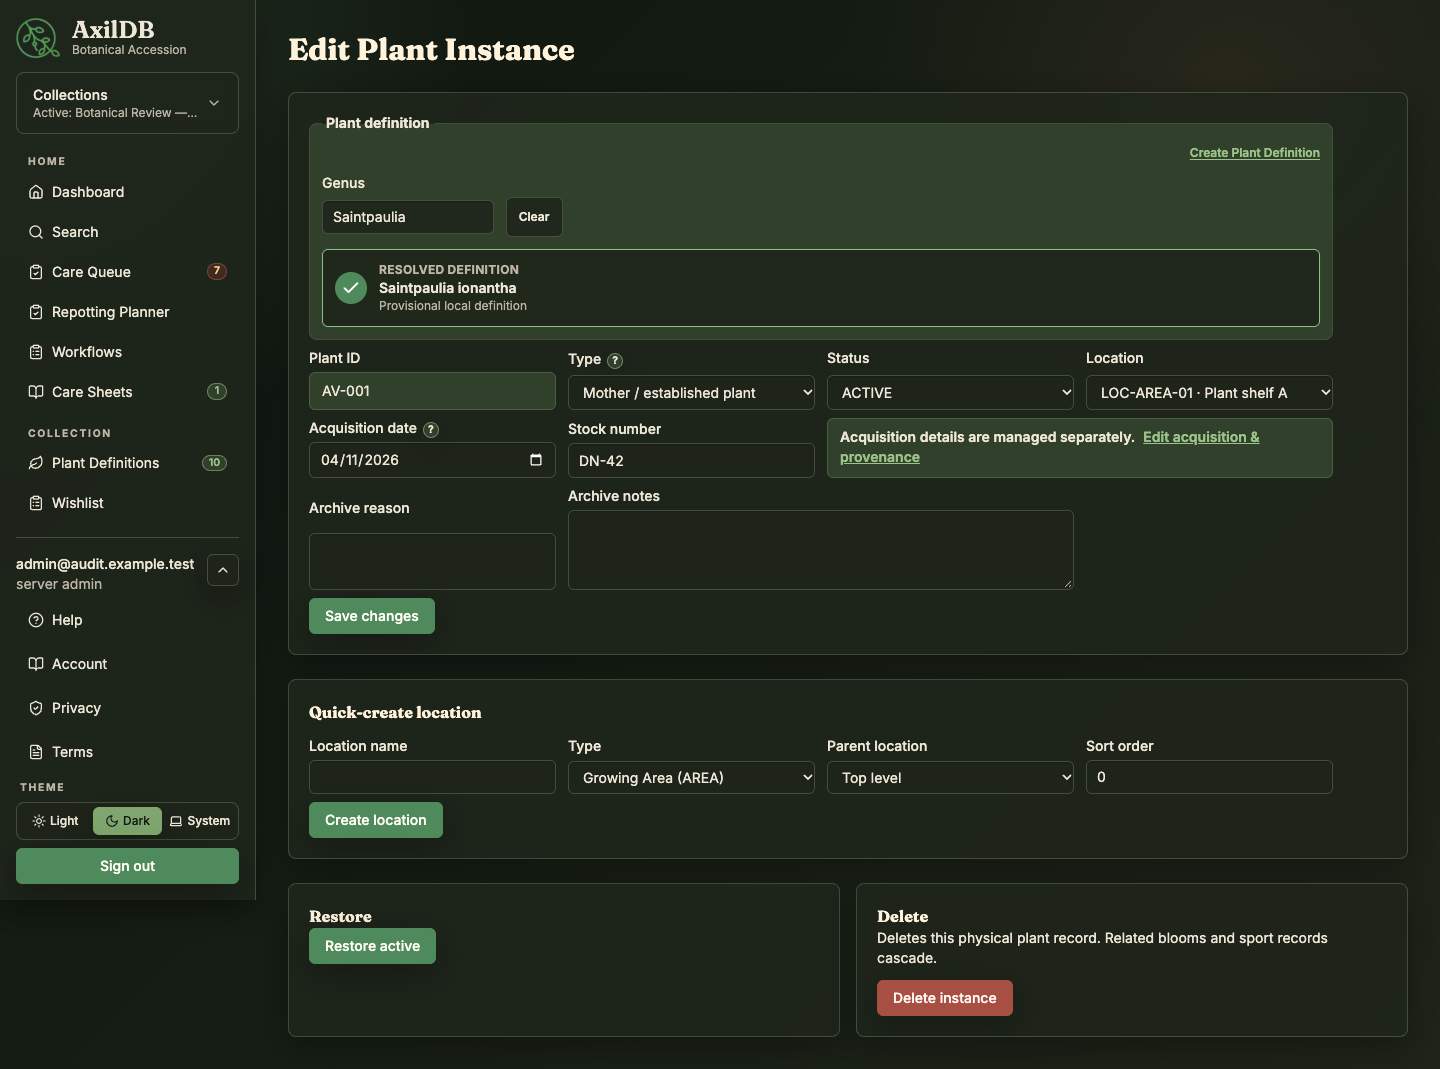 AxilDB
Botanical Accession
Collections
Active: Botanical Review —...
HOME
Dashboard
Search
Care Queue 7
Repotting Planner
Workflows
Care Sheets 1
COLLECTION
Plant Definitions 10
Wishlist
admin@audit.example.test
server admin
Help
Account
Privacy
Terms
THEME
Light Dark System
Sign out
Edit Plant Instance
Plant definition
Create Plant Definition
Genus
Saintpaulia Clear
RESOLVED DEFINITION
Saintpaulia ionantha
Provisional local definition
Plant ID Type ? Status Location
AV-001 Mother / established plant ACTIVE LOC-AREA-01 · Plant shelf A
Acquisition date ? Stock number
04/11/2026 DN-42
Acquisition details are managed separately. Edit acquisition &
provenance
Archive reason Archive notes
Save changes
Quick-create location
Location name Type Parent location Sort order
Growing Area (AREA) Top level 0
Create location
Restore
Restore active
Delete
Deletes this physical plant record. Related blooms and sport records
cascade.
Delete instance